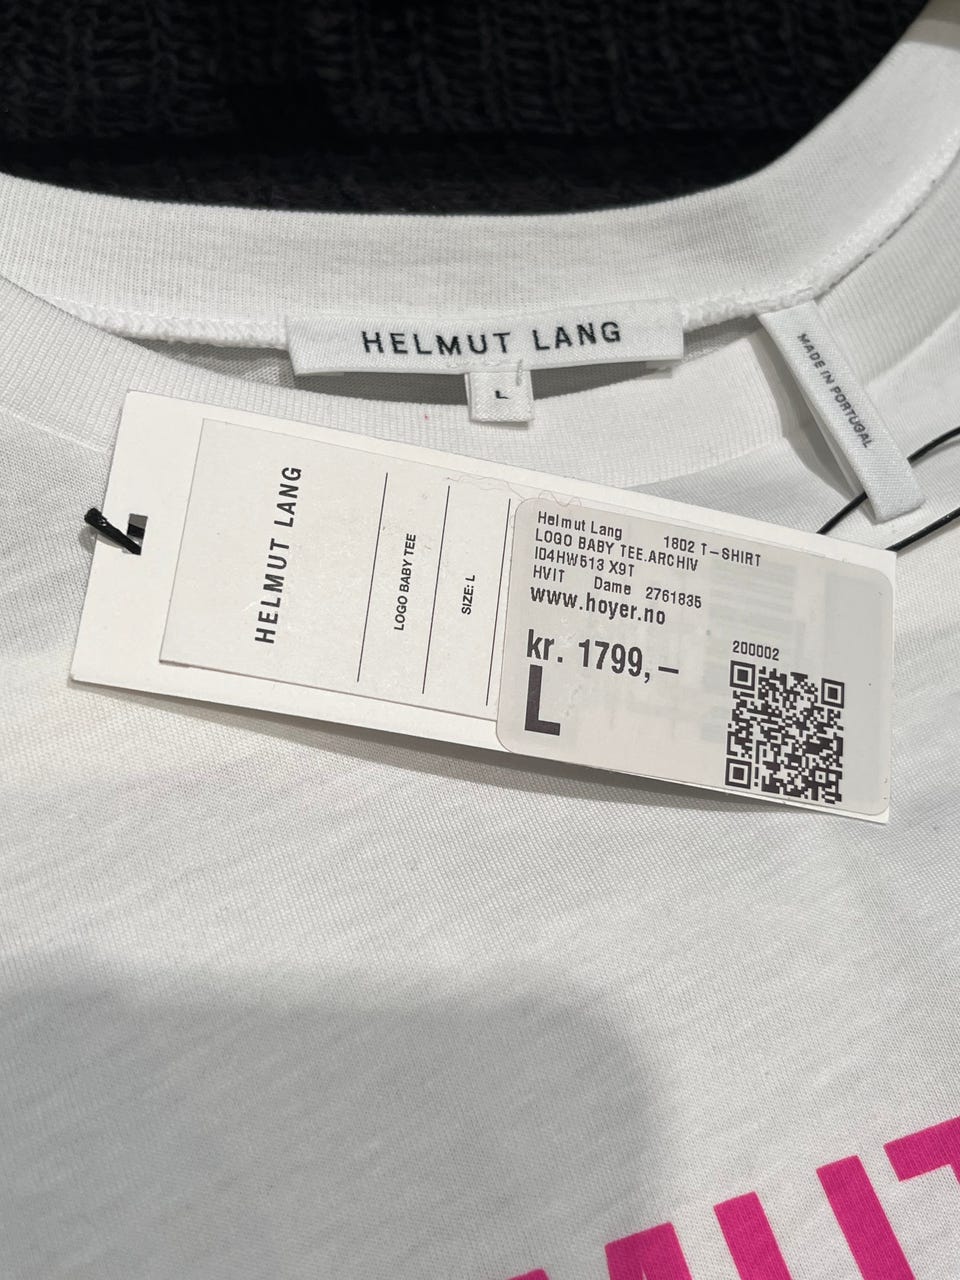 HELMUT LANG
L
MADE IN PORTUGAL
HELMUT LANG
LOGO BABY TEE
SIZE: L
Helmut Lang 1802 T-SHIRT
LOGO BABY TEE.ARCHIV
I04HW513 X9T
HVIT Dame 2761835
www.hoyer.no
kr. 1799,-
200002
L
MUT